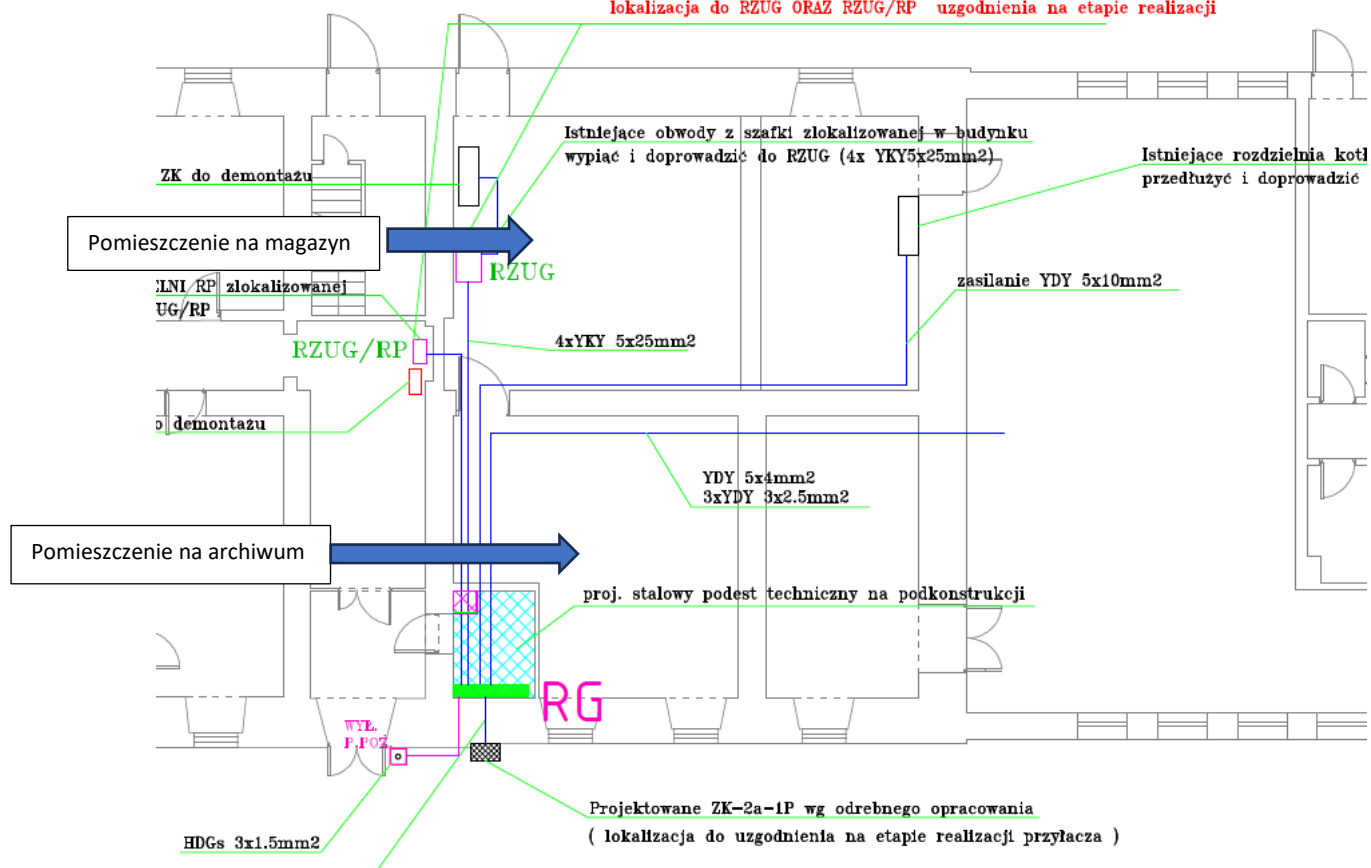 lokalizacja do RZUG ORAZ RZUG/RP uzgodnienia na etapie realizacji
Istniejące obwody z szafki zlokalizowanej w budynku
wypiąć i doprowadzić do RZUG (4x YKY5x25mm2)
Istniejące rozdzielnia
przedłużyć i doprowadzić
ZK do demontażu
Pomieszczenie na magazyn
RZUG
RP zlokalizowanej
UG/RP
zasilanie YDY 5x10mm2
RZUG/RP
4xYKY 5x25mm2
demontażu
YDY 5x4mm2
3xYDY 3x2.5mm2
Pomieszczenie na archiwum
proj. stalowy podest techniczny na podkonstrukcji
RG
WYŁ.
P.POŻ.
Projektowane ZK-2a-1P wg odrebnego opracowania
( lokalizacja do uzgodnienia na etapie realizacji przyłacza )
HDGs 3x1.5mm2